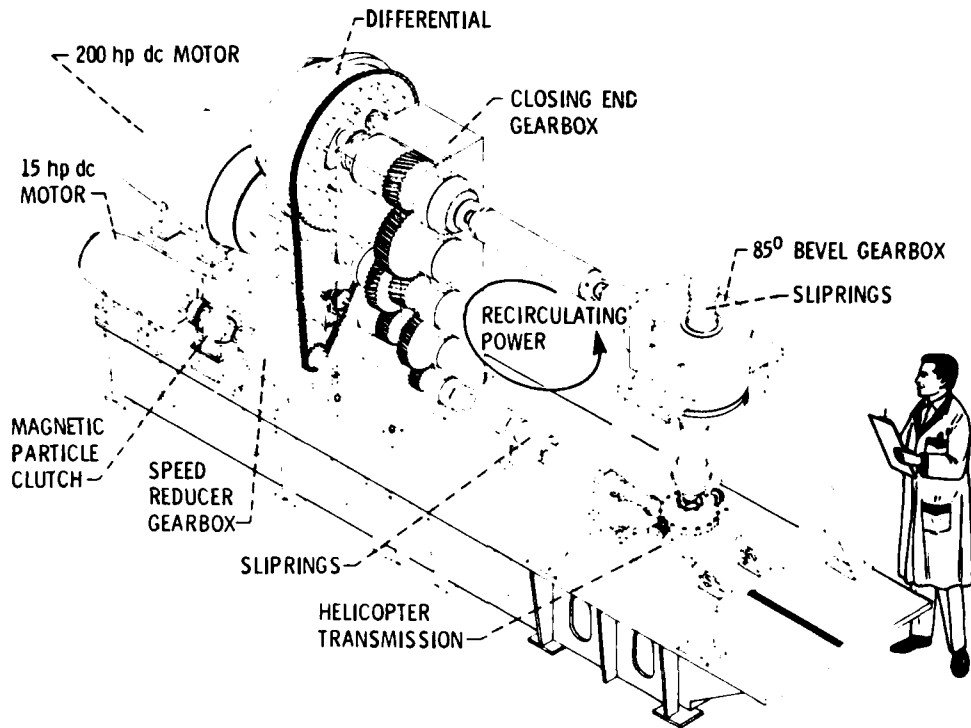 DIFFERENTIAL
200 hp dc MOTOR
CLOSING END
GEARBOX
15 hp dc
MOTOR
85⁰ BEVEL GEARBOX
SLIPRINGS
RECIRCULATING
POWER
MAGNETIC
PARTICLE
CLUTCH
SPEED
REDUCER
GEARBOX
SLIPRINGS
HELICOPTER
TRANSMISSION